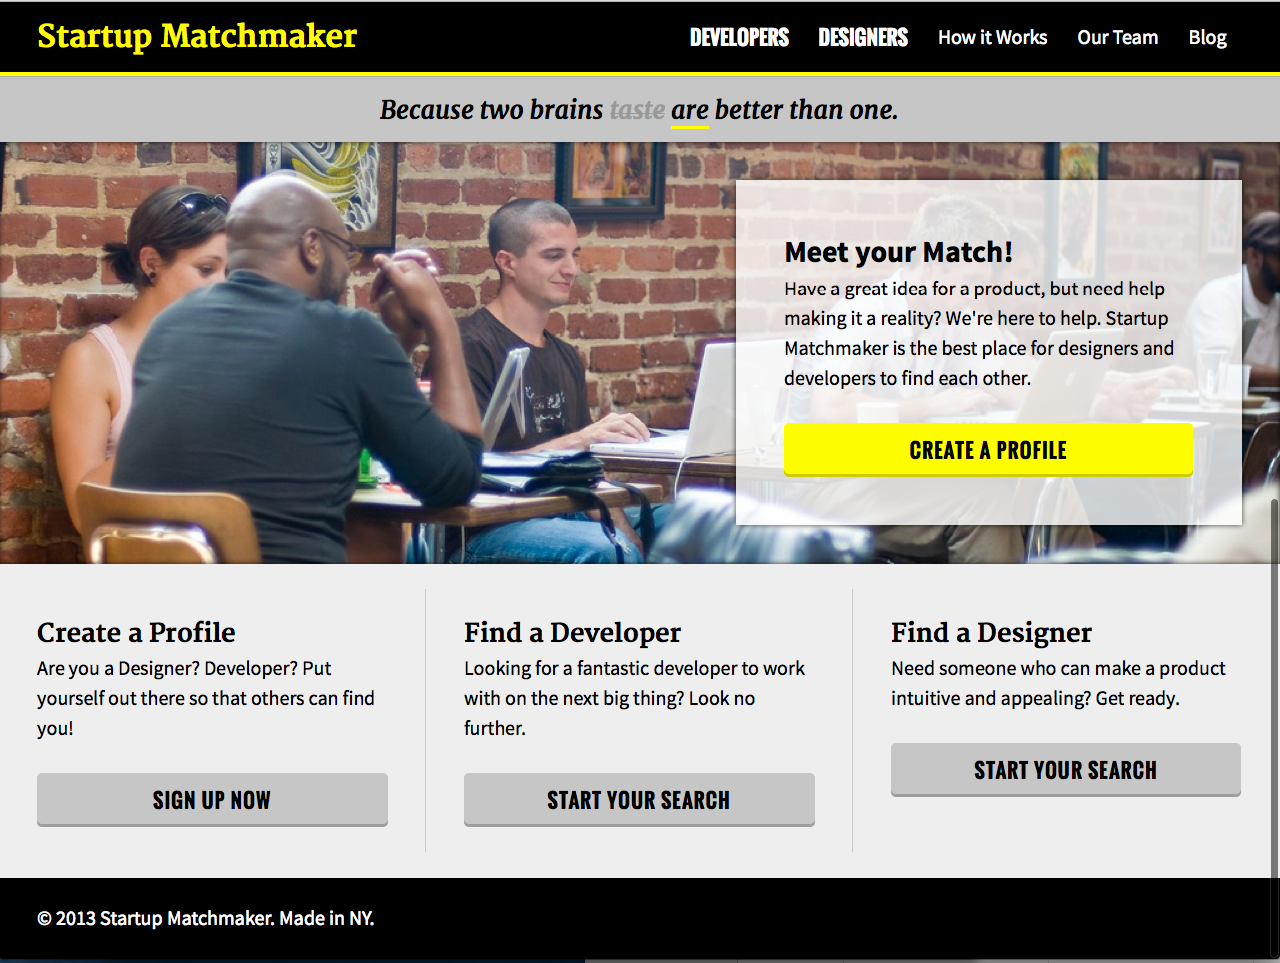 Startup Matchmaker
DEVELOPERS DESIGNERS How it Works Our Team Blog
Because two brains taste are better than one.
Meet your Match!
Have a great idea for a product, but need help
making it a reality? We're here to help. Startup
Matchmaker is the best place for designers and
developers to find each other.
CREATE A PROFILE
Create a Profile
Are you a Designer? Developer? Put
yourself out there so that others can find
you!
SIGN UP NOW
Find a Developer
Looking for a fantastic developer to work
with on the next big thing? Look no
further.
START YOUR SEARCH
Find a Designer
Need someone who can make a product
intuitive and appealing? Get ready.
START YOUR SEARCH
© 2013 Startup Matchmaker. Made in NY.